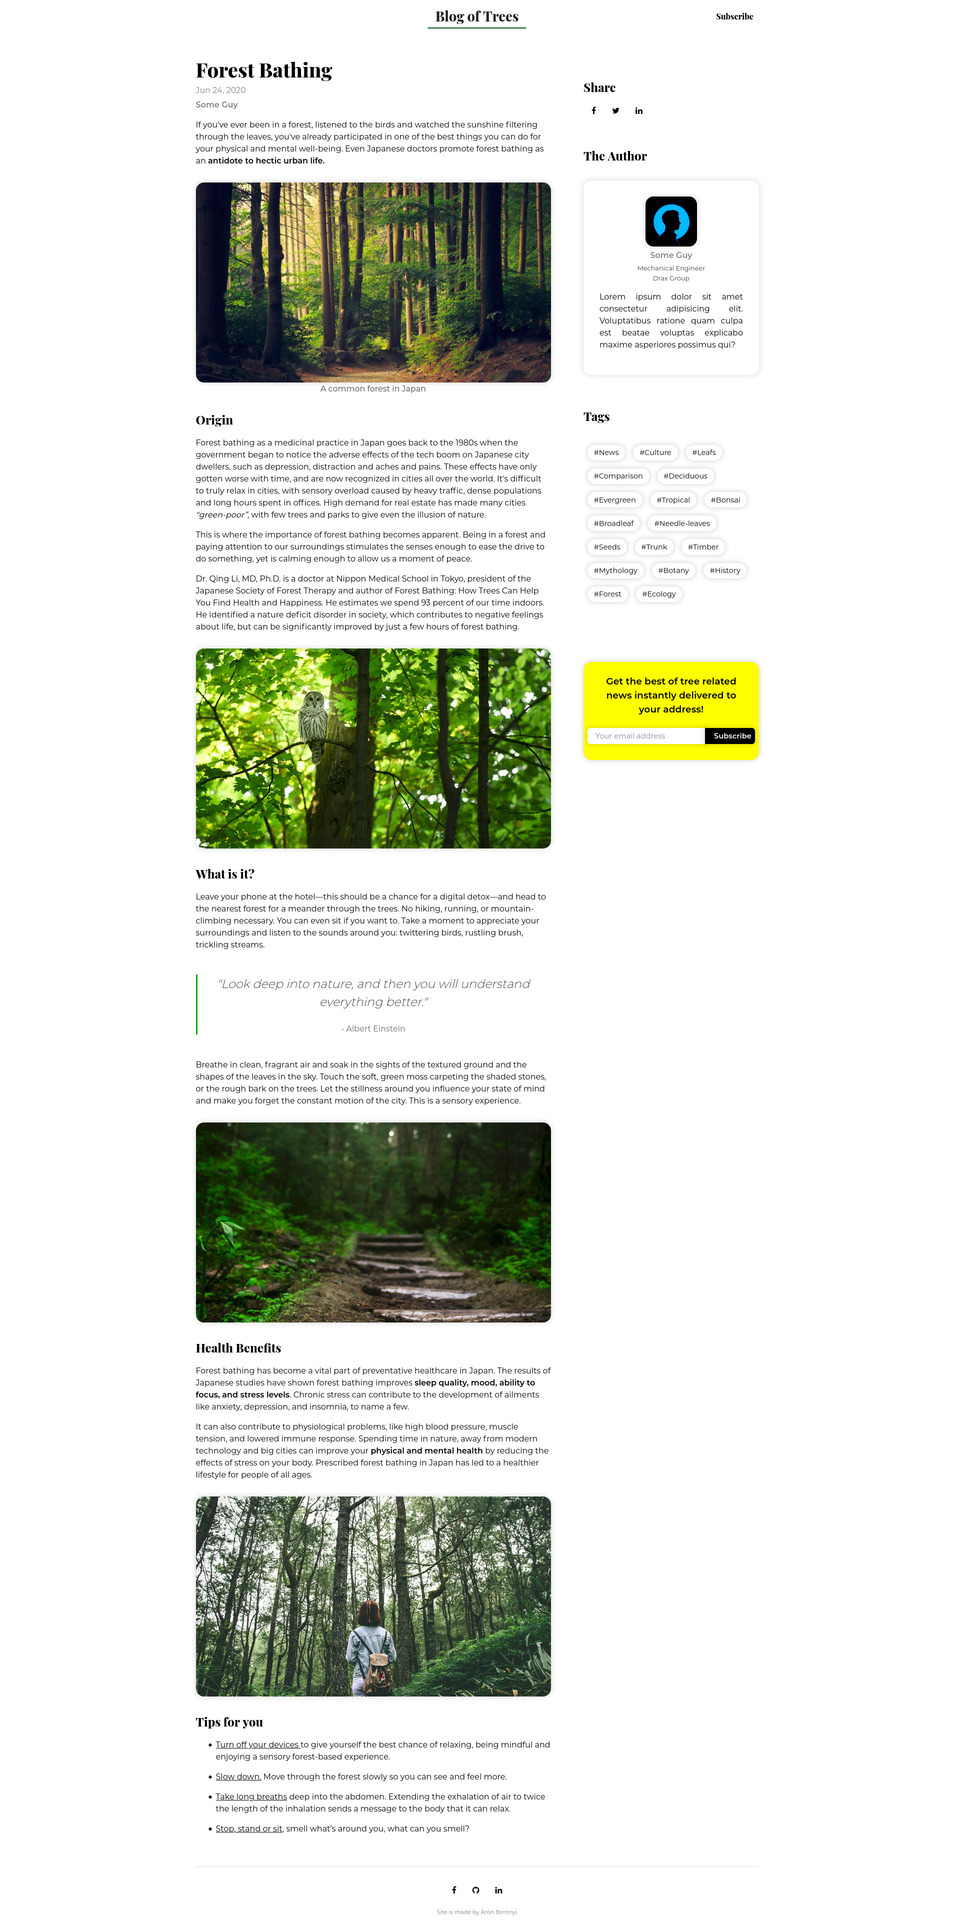 Blog of Trees
Subscribe
Forest Bathing
Jun 24, 2020
Some Guy
If you've ever been in a forest, listened to the birds and watched the sunshine filtering
through the leaves, you've already participated in one of the best things you can do for
your physical and mental well-being. Even Japanese doctors promote forest bathing as
an antidote to hectic urban life.
A common forest in Japan
Origin
Forest bathing as a medicinal practice in Japan goes back to the 1980s when the
government began to notice the adverse effects of the tech boom on Japanese city
dwellers, such as depression, distraction and aches and pains. These effects have only
gotten worse with time, and are now recognized in cities all over the world. It's difficult
to truly relax in cities, with sensory overload caused by heavy traffic, dense populations
and long hours spent in offices. High demand for real estate has made many cities
"green-poor", with few trees and parks to give even the illusion of nature.
This is where the importance of forest bathing becomes apparent. Being in a forest and
paying attention to our surroundings stimulates the senses enough to ease the drive to
do something, yet is calming enough to allow us a moment of peace.
Dr. Qing Li, MD, Ph.D. is a doctor at Nippon Medical School in Tokyo, president of the
Japanese Society of Forest Therapy and author of Forest Bathing: How Trees Can Help
You Find Health and Happiness. He estimates we spend 93 percent of our time indoors.
He identified a nature deficit disorder in society, which contributes to negative feelings
about life, but can be significantly improved by just a few hours of forest bathing.
What is it?
Leave your phone at the hotel—this should be a chance for a digital detox—and head to
the nearest forest for a meander through the trees. No hiking, running, or mountain-
climbing necessary. You can even sit if you want to. Take a moment to appreciate your
surroundings and listen to the sounds around you: twittering birds, rustling brush,
trickling streams.
"Look deep into nature, and then you will understand
everything better."
- Albert Einstein
Breathe in clean, fragrant air and soak in the sights of the textured ground and the
shapes of the leaves in the sky. Touch the soft, green moss carpeting the shaded stones,
or the rough bark on the trees. Let the stillness around you influence your state of mind
and make you forget the constant motion of the city. This is a sensory experience.
Health Benefits
Forest bathing has become a vital part of preventative healthcare in Japan. The results of
Japanese studies have shown forest bathing improves sleep quality, mood, ability to
focus, and stress levels. Chronic stress can contribute to the development of ailments
like anxiety, depression, and insomnia, to name a few.
It can also contribute to physiological problems, like high blood pressure, muscle
tension, and lowered immune response. Spending time in nature, away from modern
technology and big cities can improve your physical and mental health by reducing the
effects of stress on your body. Prescribed forest bathing in Japan has led to a healthier
lifestyle for people of all ages.
Tips for you
• Turn off your devices to give yourself the best chance of relaxing, being mindful and
enjoying a sensory forest-based experience.
• Slow down. Move through the forest slowly so you can see and feel more.
• Take long breaths deep into the abdomen. Extending the exhalation of air to twice
the length of the inhalation sends a message to the body that it can relax.
• Stop, stand or sit, smell what's around you, what can you smell?
Share
The Author
Some Guy
Mechanical Engineer
Drax Group
Lorem ipsum dolor sit amet
consectetur adipisicing elit.
Voluptatibus ratione quam culpa
est beatae voluptas explicabo
maxime asperiores possimus qui?
Tags
#News #Culture #Leafs
#Comparison #Deciduous
#Evergreen #Tropical #Bonsai
#Broadleaf #Needle-leaves
#Seeds #Trunk #Timber
#Mythology #Botany #History
#Forest #Ecology
Get the best of tree related
news instantly delivered to
your address!
Your email address Subscribe
Site is made by Áron Berényi